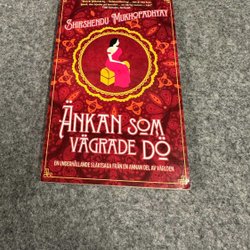 SHIRSHENDU MUKHOPADHYAY
ÄNKAN SOM
VÄGRADE DÖ
EN UNDERHÅLLANDE SLÄKTSAGA FRÅN EN ANNAN DEL AV VÄRLDEN